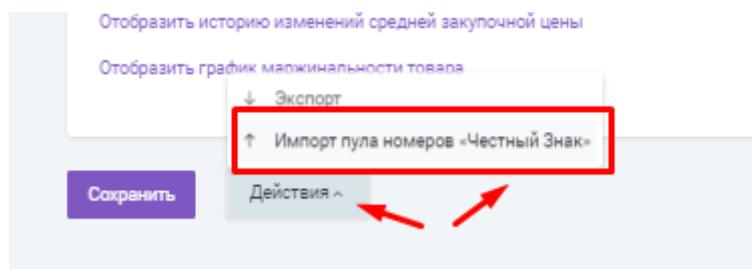 Отобразить историю изменений средней закупочной цены
Отобразить график маржинальности товара
↓ Экспорт
↑ Импорт пула номеров «Честный Знак»
Сохранить
Действия